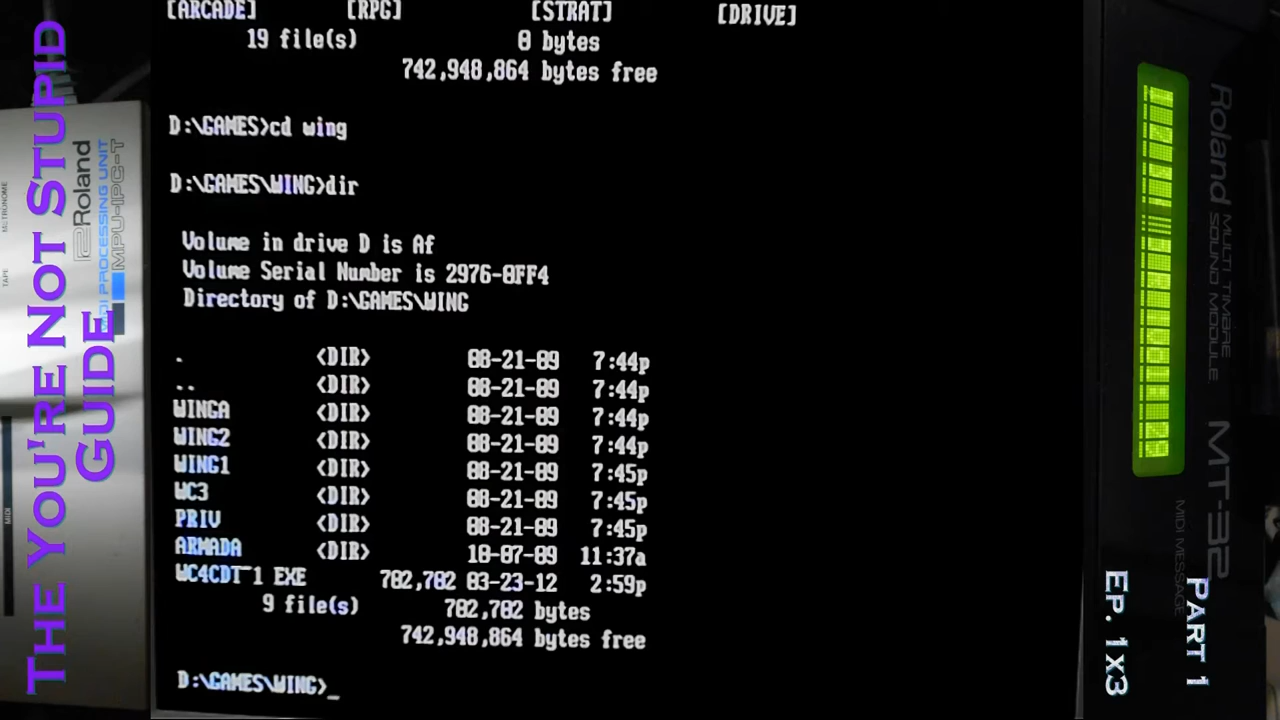 THE YOU'RE NOT STUPID
GUIDE
METRONOME
TAPE
MIDI
Roland
MIDI PROCESSING UNIT
MPU-IPC-T
[ARCADE] [RPG] [STRAT] [DRIVE]
19 file(s) 0 bytes
742,948,864 bytes free
D:\GAMES>cd wing
D:\GAMES\WING>dir
Volume in drive D is Af
Volume Serial Number is 2976-0FF4
Directory of D:\GAMES\WING
. <DIR> 08-21-09 7:44p
.. <DIR> 08-21-09 7:44p
WINGA <DIR> 08-21-09 7:44p
WING2 <DIR> 08-21-09 7:44p
WING1 <DIR> 08-21-09 7:45p
WC3 <DIR> 08-21-09 7:45p
PRIV <DIR> 08-21-09 7:45p
ARMADA <DIR> 10-07-09 11:37a
WC4CDT~1 EXE 702,702 03-23-12 2:59p
9 file(s) 702,702 bytes
742,948,864 bytes free
D:\GAMES\WING>_
Roland
MULTI TIMBRE
SOUND MODULE
MT-32
MIDI MESSAGE
PART 1
EP. 1X3